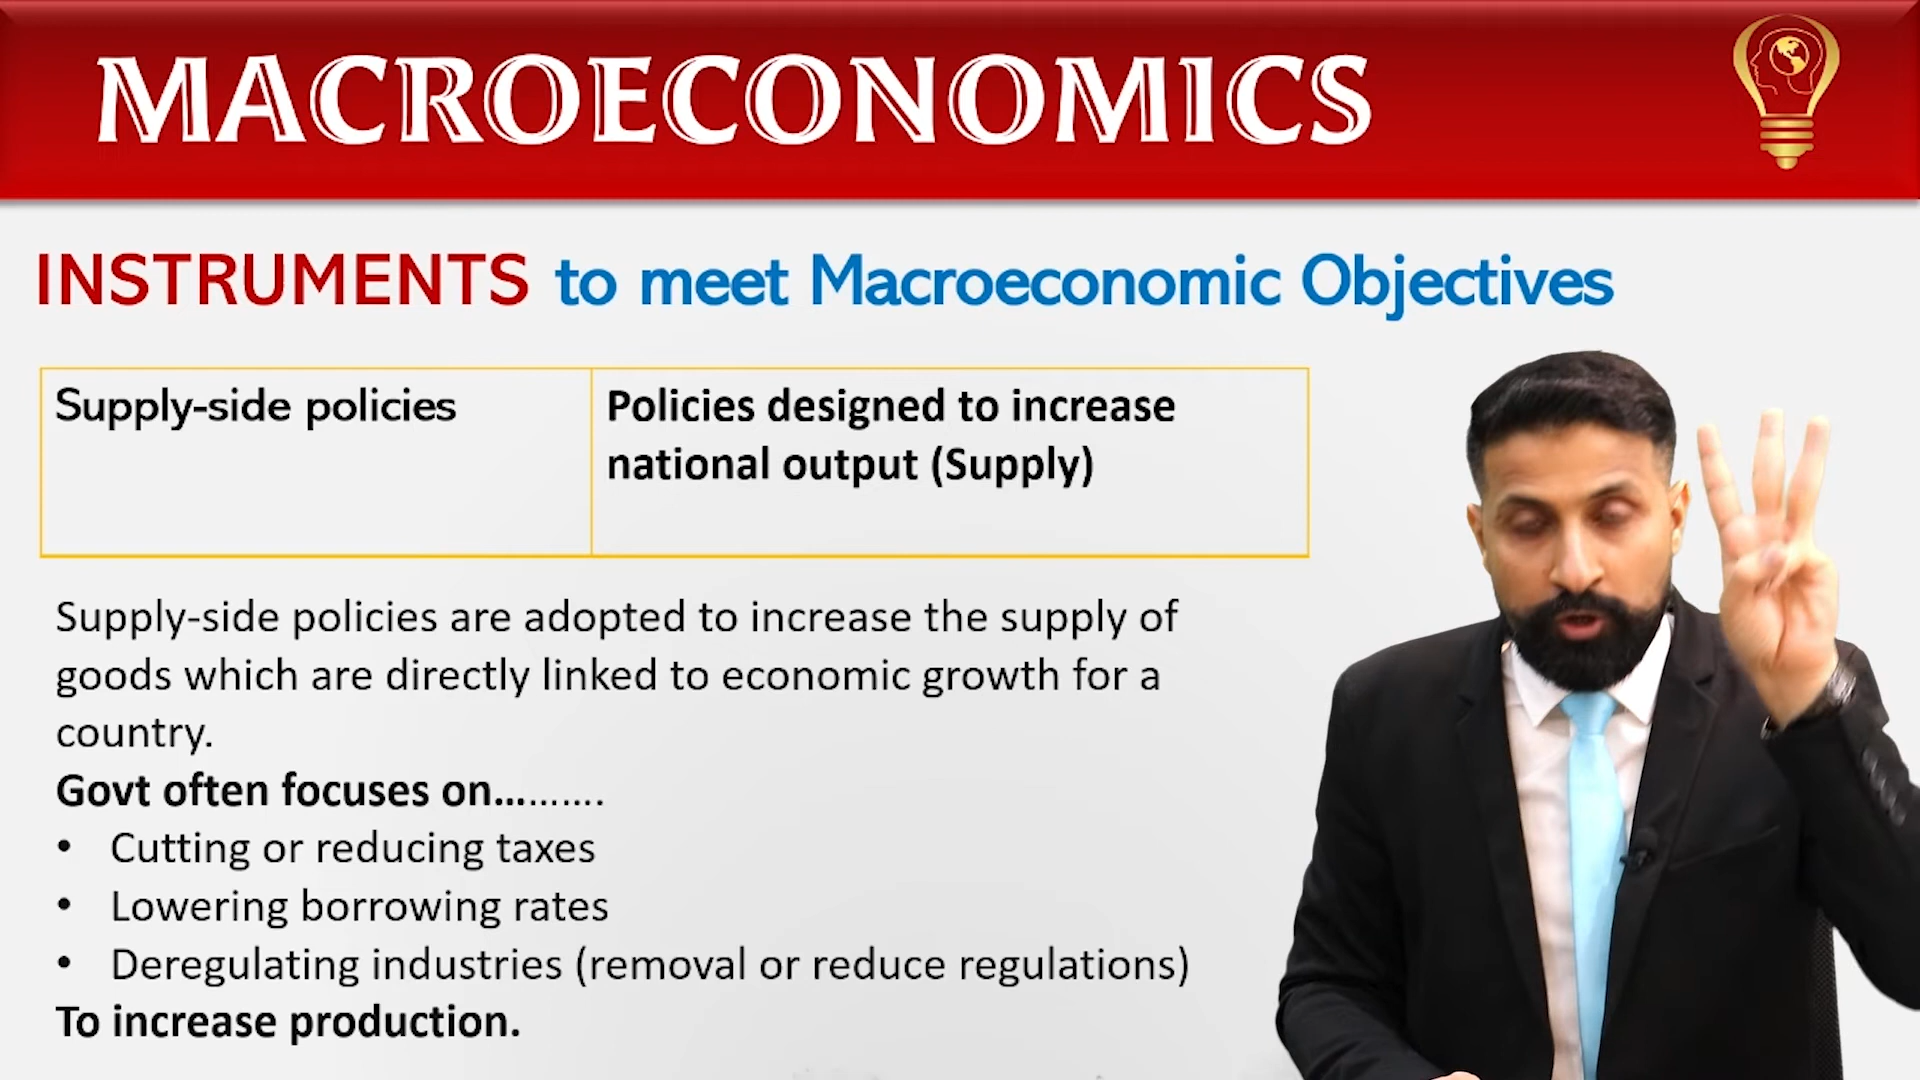 MACROECONOMICS
INSTRUMENTS to meet Macroeconomic Objectives
Supply-side policies
Policies designed to increase
national output (Supply)
Supply-side policies are adopted to increase the supply of
goods which are directly linked to economic growth for a
country.
Govt often focuses on……….
• Cutting or reducing taxes
• Lowering borrowing rates
• Deregulating industries (removal or reduce regulations)
To increase production.